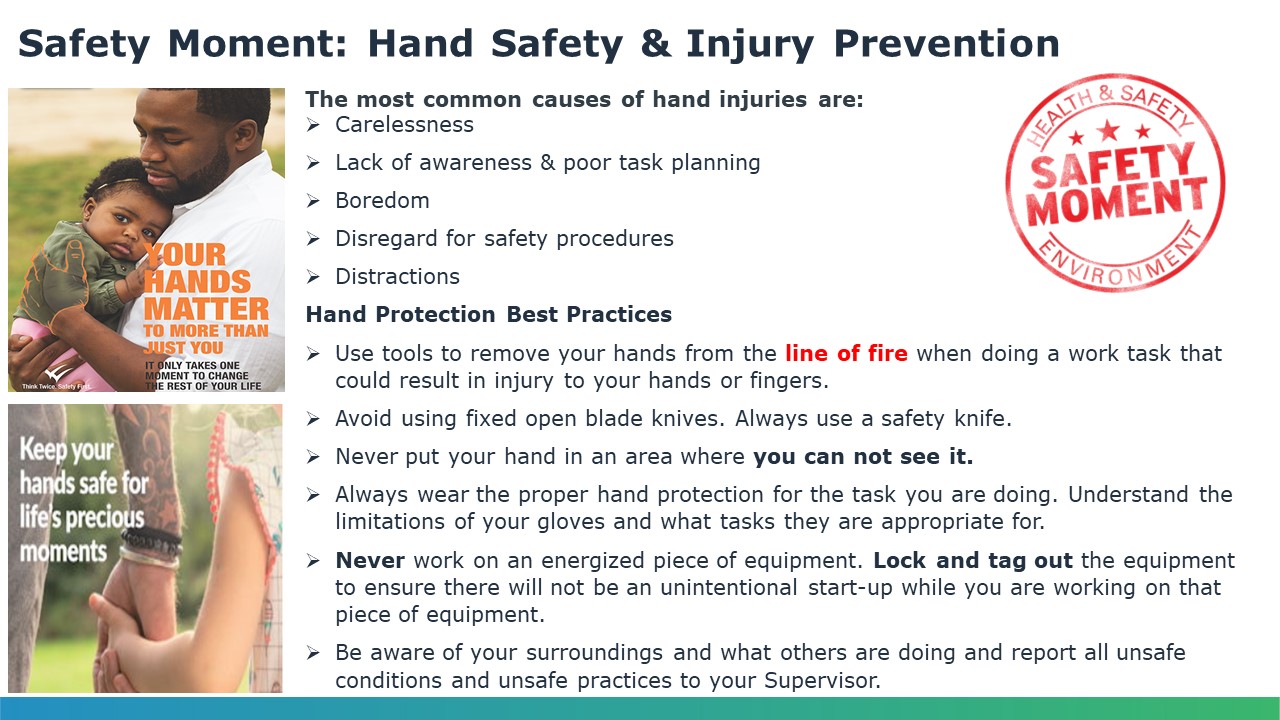 Safety Moment: Hand Safety & Injury Prevention
The most common causes of hand injuries are:
Carelessness
Lack of awareness & poor task planning
Boredom
Disregard for safety procedures
Distractions
Hand Protection Best Practices
Use tools to remove your hands from the line of fire when doing a work task that
could result in injury to your hands or fingers.
Avoid using fixed open blade knives. Always use a safety knife.
Never put your hand in an area where you can not see it.
Always wear the proper hand protection for the task you are doing. Understand the
limitations of your gloves and what tasks they are appropriate for.
Never work on an energized piece of equipment. Lock and tag out the equipment
to ensure there will not be an unintentional start-up while you are working on that
piece of equipment.
Be aware of your surroundings and what others are doing and report all unsafe
conditions and unsafe practices to your Supervisor.
YOUR
HANDS
MATTER
TO MORE THAN
JUST YOU
IT ONLY TAKES ONE
MOMENT TO CHANGE
THE REST OF YOUR LIFE
Think Twice, Safety First.
Keep your
hands safe for
life's precious
moments
HEALTH & SAFETY
SAFETY
MOMENT
ENVIRONMENT